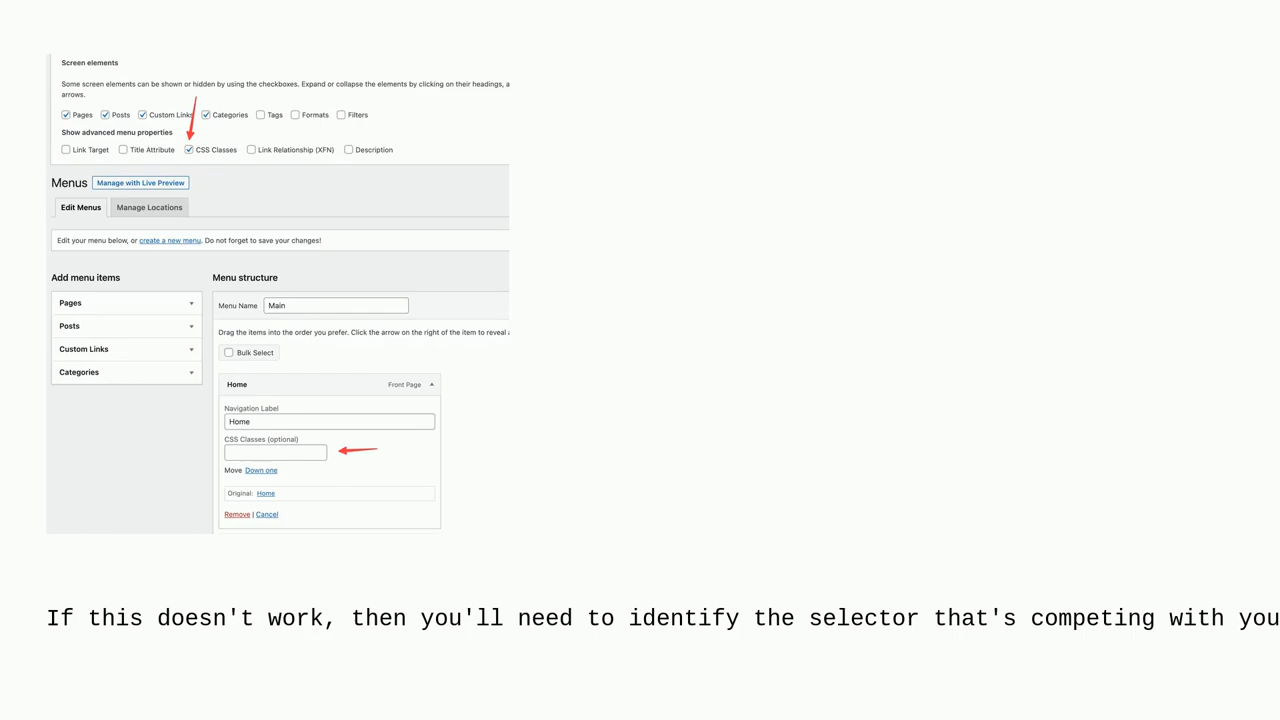 Screen elements
Some screen elements can be shown or hidden by using the checkboxes. Expand or collapse the elements by clicking on their headings, a
arrows.
Pages Posts Custom Links Categories Tags Formats Filters
Show advanced menu properties
Link Target Title Attribute CSS Classes Link Relationship (XFN) Description
Menus Manage with Live Preview
Edit Menus Manage Locations
Edit your menu below, or create a new menu. Do not forget to save your changes!
Add menu items
Pages
Posts
Custom Links
Categories
Menu structure
Menu Name Main
Drag the items into the order you prefer. Click the arrow on the right of the item to reveal
Bulk Select
Home Front Page
Navigation Label
Home
CSS Classes (optional)
Move Down one
Original: Home
Remove | Cancel
If this doesn't work, then you'll need to identify the selector that's competing with you